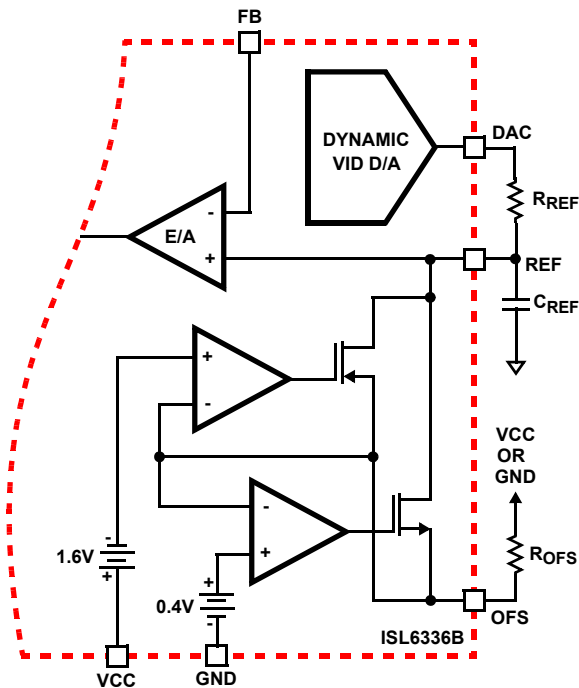 FB
DAC
DYNAMIC
VID D/A
RREF
-
E/A
+
REF
CREF
+
-
VCC
OR
GND
-
+
-
1.6V
+
ROFS
+
0.4V
-
OFS
ISL6336B
VCC
GND